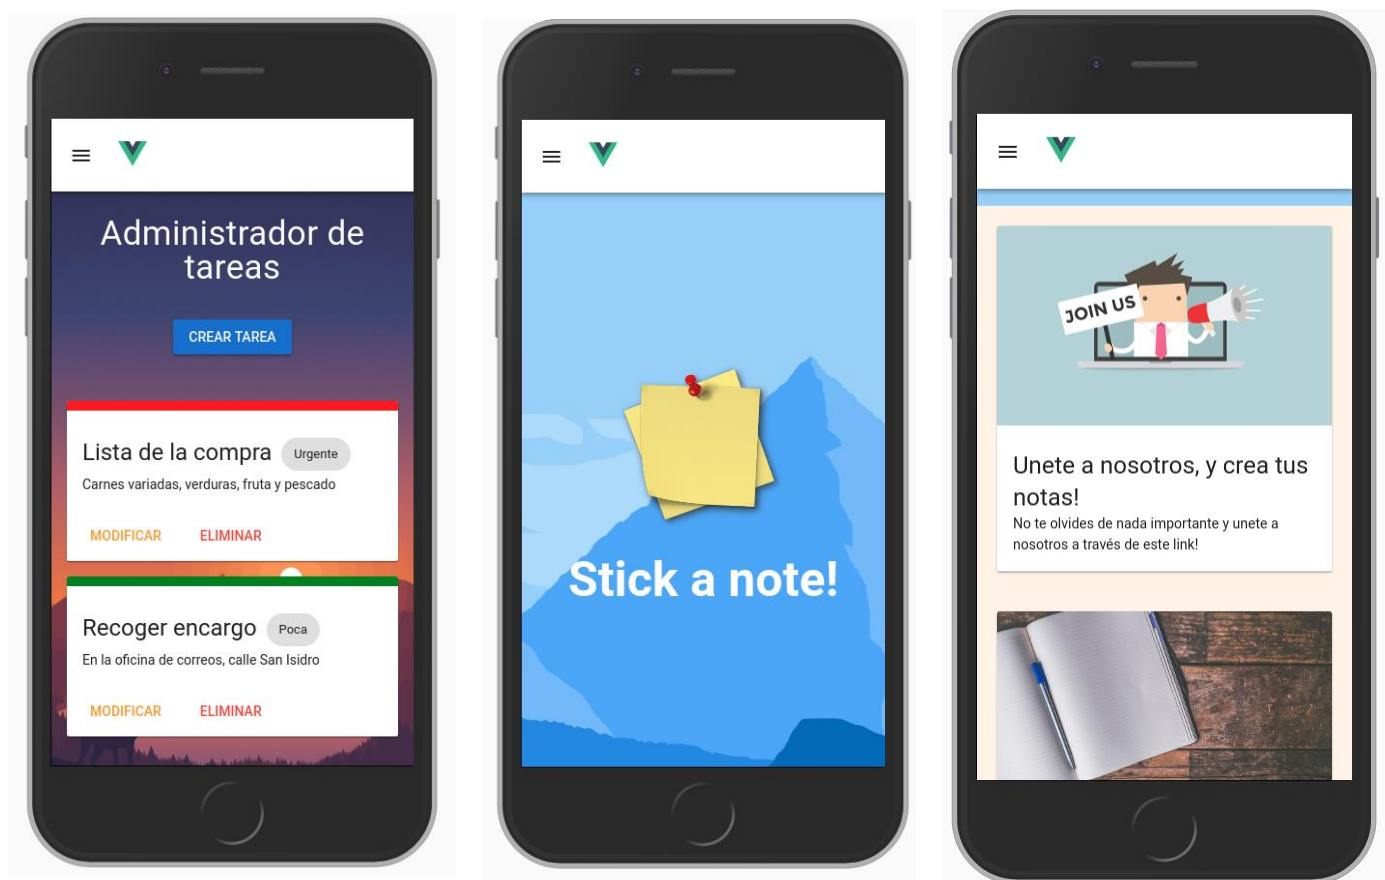 Administrador de
tareas
CREAR TAREA
Lista de la compra Urgente
Carnes variadas, verduras, fruta y pescado
MODIFICAR ELIMINAR
Recoger encargo Poca
En la oficina de correos, calle San Isidro
MODIFICAR ELIMINAR
Stick a note!
JOIN US
Unete a nosotros, y crea tus
notas!
No te olvides de nada importante y unete a
nosotros a través de este link!